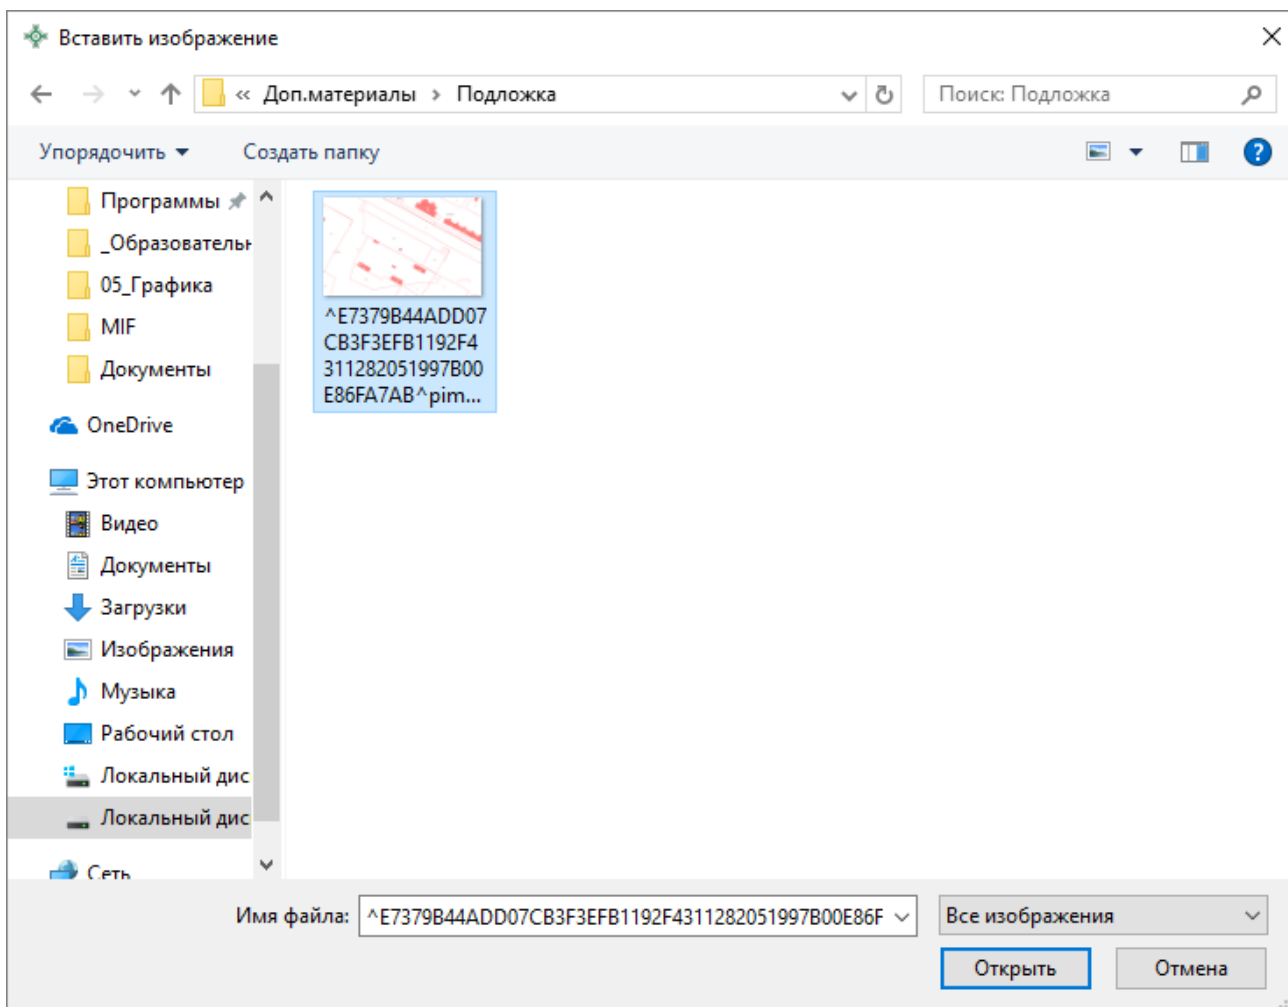 Вставить изображение
« Доп.материалы › Подложка
Поиск: Подложка
Упорядочить
Создать папку
?
Программы
_Образовательн
05_Графика
MIF
Документы
OneDrive
Этот компьютер
Видео
Документы
Загрузки
Изображения
Музыка
Рабочий стол
Локальный дис
Локальный дис
Сеть
^E7379B44ADD07
CB3F3EFB1192F4
311282051997B00
E86FA7AB^pim...
Имя файла: ^E7379B44ADD07CB3F3EFB1192F4311282051997B00E86F
Все изображения
Открыть
Отмена